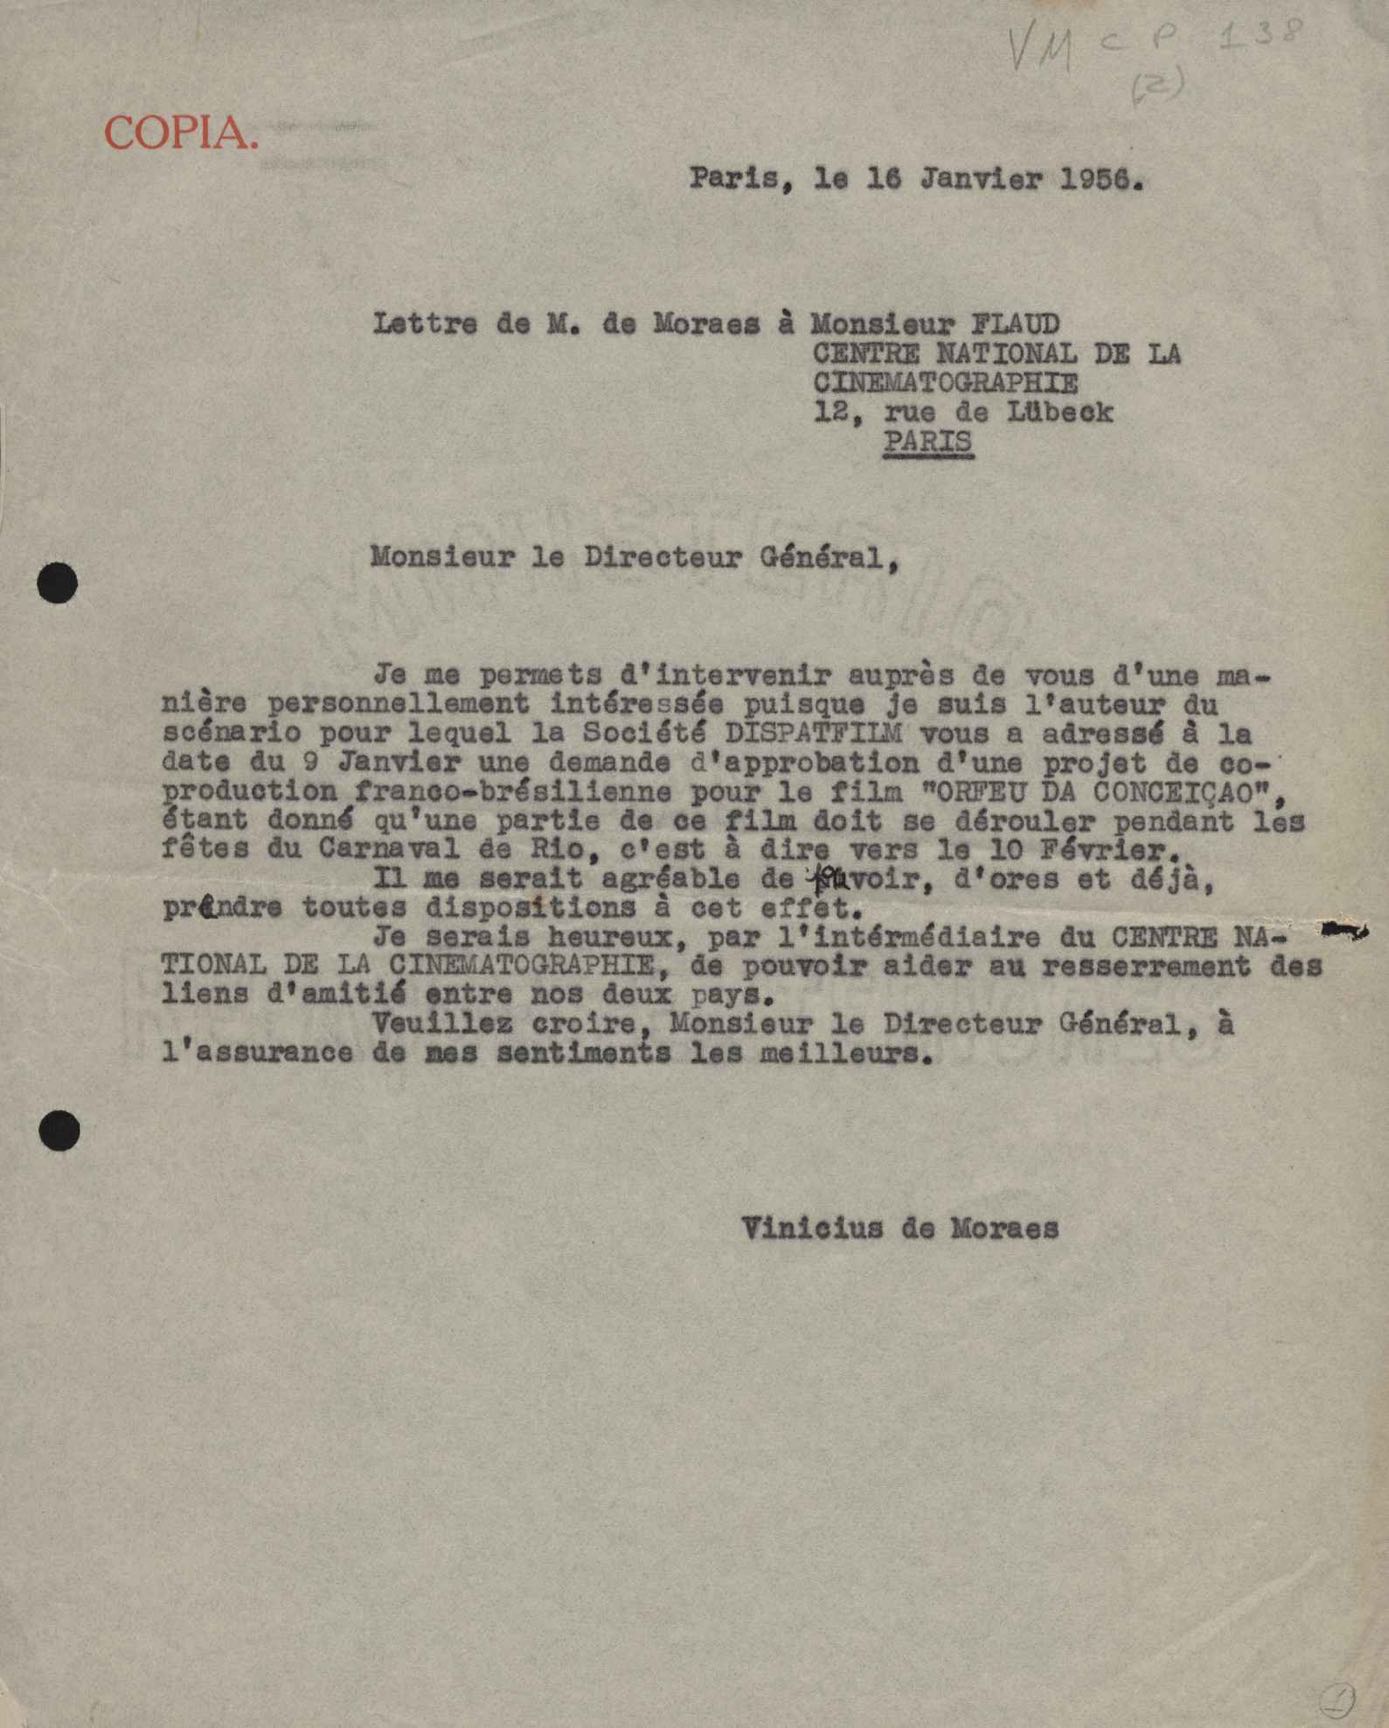 VM CP 138
(2)
COPIA.
Paris, le 16 Janvier 1956.
Lettre de M. de Moraes à Monsieur FLAUD
CENTRE NATIONAL DE LA
CINEMATOGRAPHIE
12, rue de Lübeck
PARIS
Monsieur le Directeur Général,
Je me permets d'intervenir auprès de vous d'une ma-
nière personnellement intéressée puisque je suis l'auteur du
scénario pour lequel la Société DISPATFILM vous a adressé à la
date du 9 Janvier une demande d'approbation d'une projet de co-
production franco-brésilienne pour le film "ORFEU DA CONCEIÇAO",
étant donné qu'une partie de ce film doit se dérouler pendant les
fêtes du Carnaval de Rio, c'est à dire vers le 10 Février.
Il me serait agréable de pouvoir, d'ores et déjà,
prendre toutes dispositions à cet effet.
Je serais heureux, par l'intérmédiaire du CENTRE NA-
TIONAL DE LA CINEMATOGRAPHIE, de pouvoir aider au resserrement des
liens d'amitié entre nos deux pays.
Veuillez croire, Monsieur le Directeur Général, à
l'assurance de mes sentiments les meilleurs.
Vinicius de Moraes
1